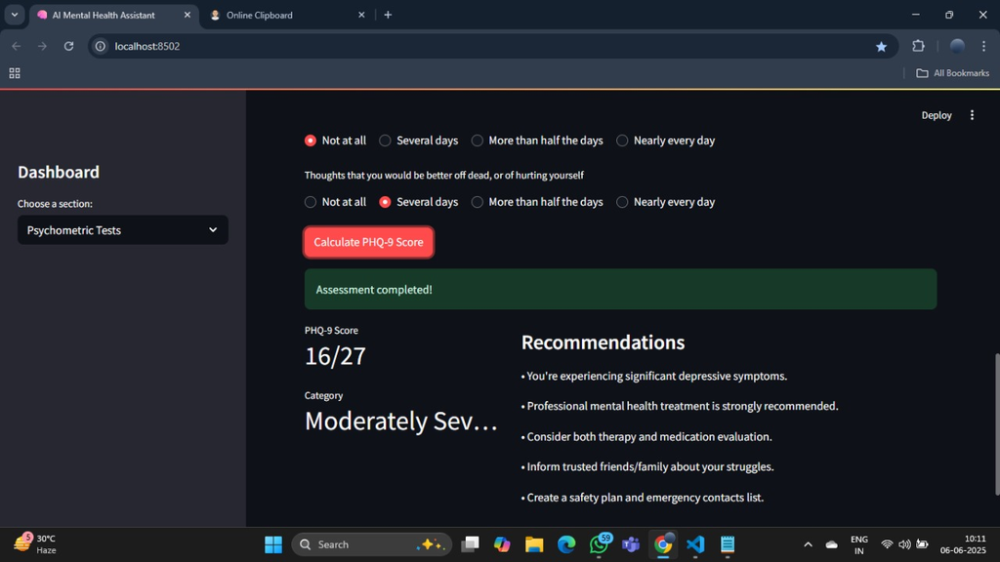 AI Mental Health Assistant
Online Clipboard
localhost:8502
All Bookmarks
Deploy
Dashboard
Choose a section:
Psychometric Tests
Not at all Several days More than half the days Nearly every day
Thoughts that you would be better off dead, or of hurting yourself
Not at all Several days More than half the days Nearly every day
Calculate PHQ-9 Score
Assessment completed!
PHQ-9 Score
16/27
Category
Moderately Sev...
Recommendations
• You're experiencing significant depressive symptoms.
• Professional mental health treatment is strongly recommended.
• Consider both therapy and medication evaluation.
• Inform trusted friends/family about your struggles.
• Create a safety plan and emergency contacts list.
5
30°C
Haze
Search
59
ENG
IN
10:11
06-06-2025